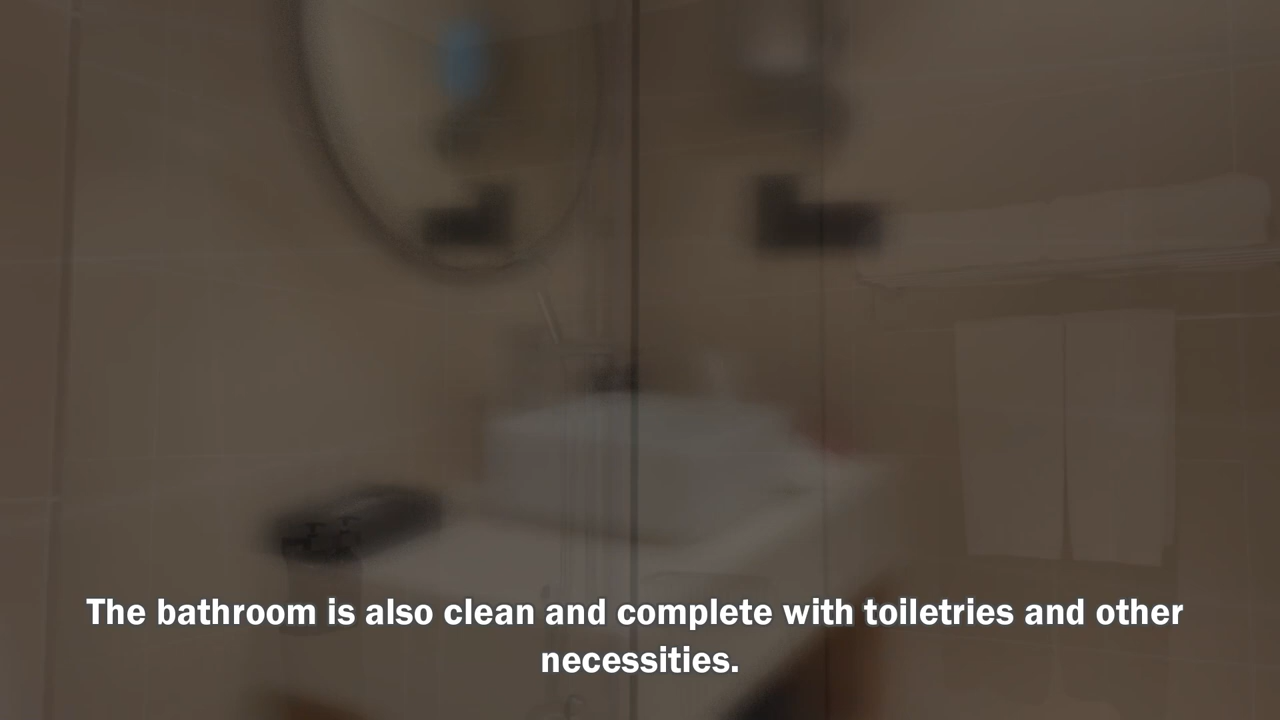 The bathroom is also clean and complete with toiletries and other
necessities.